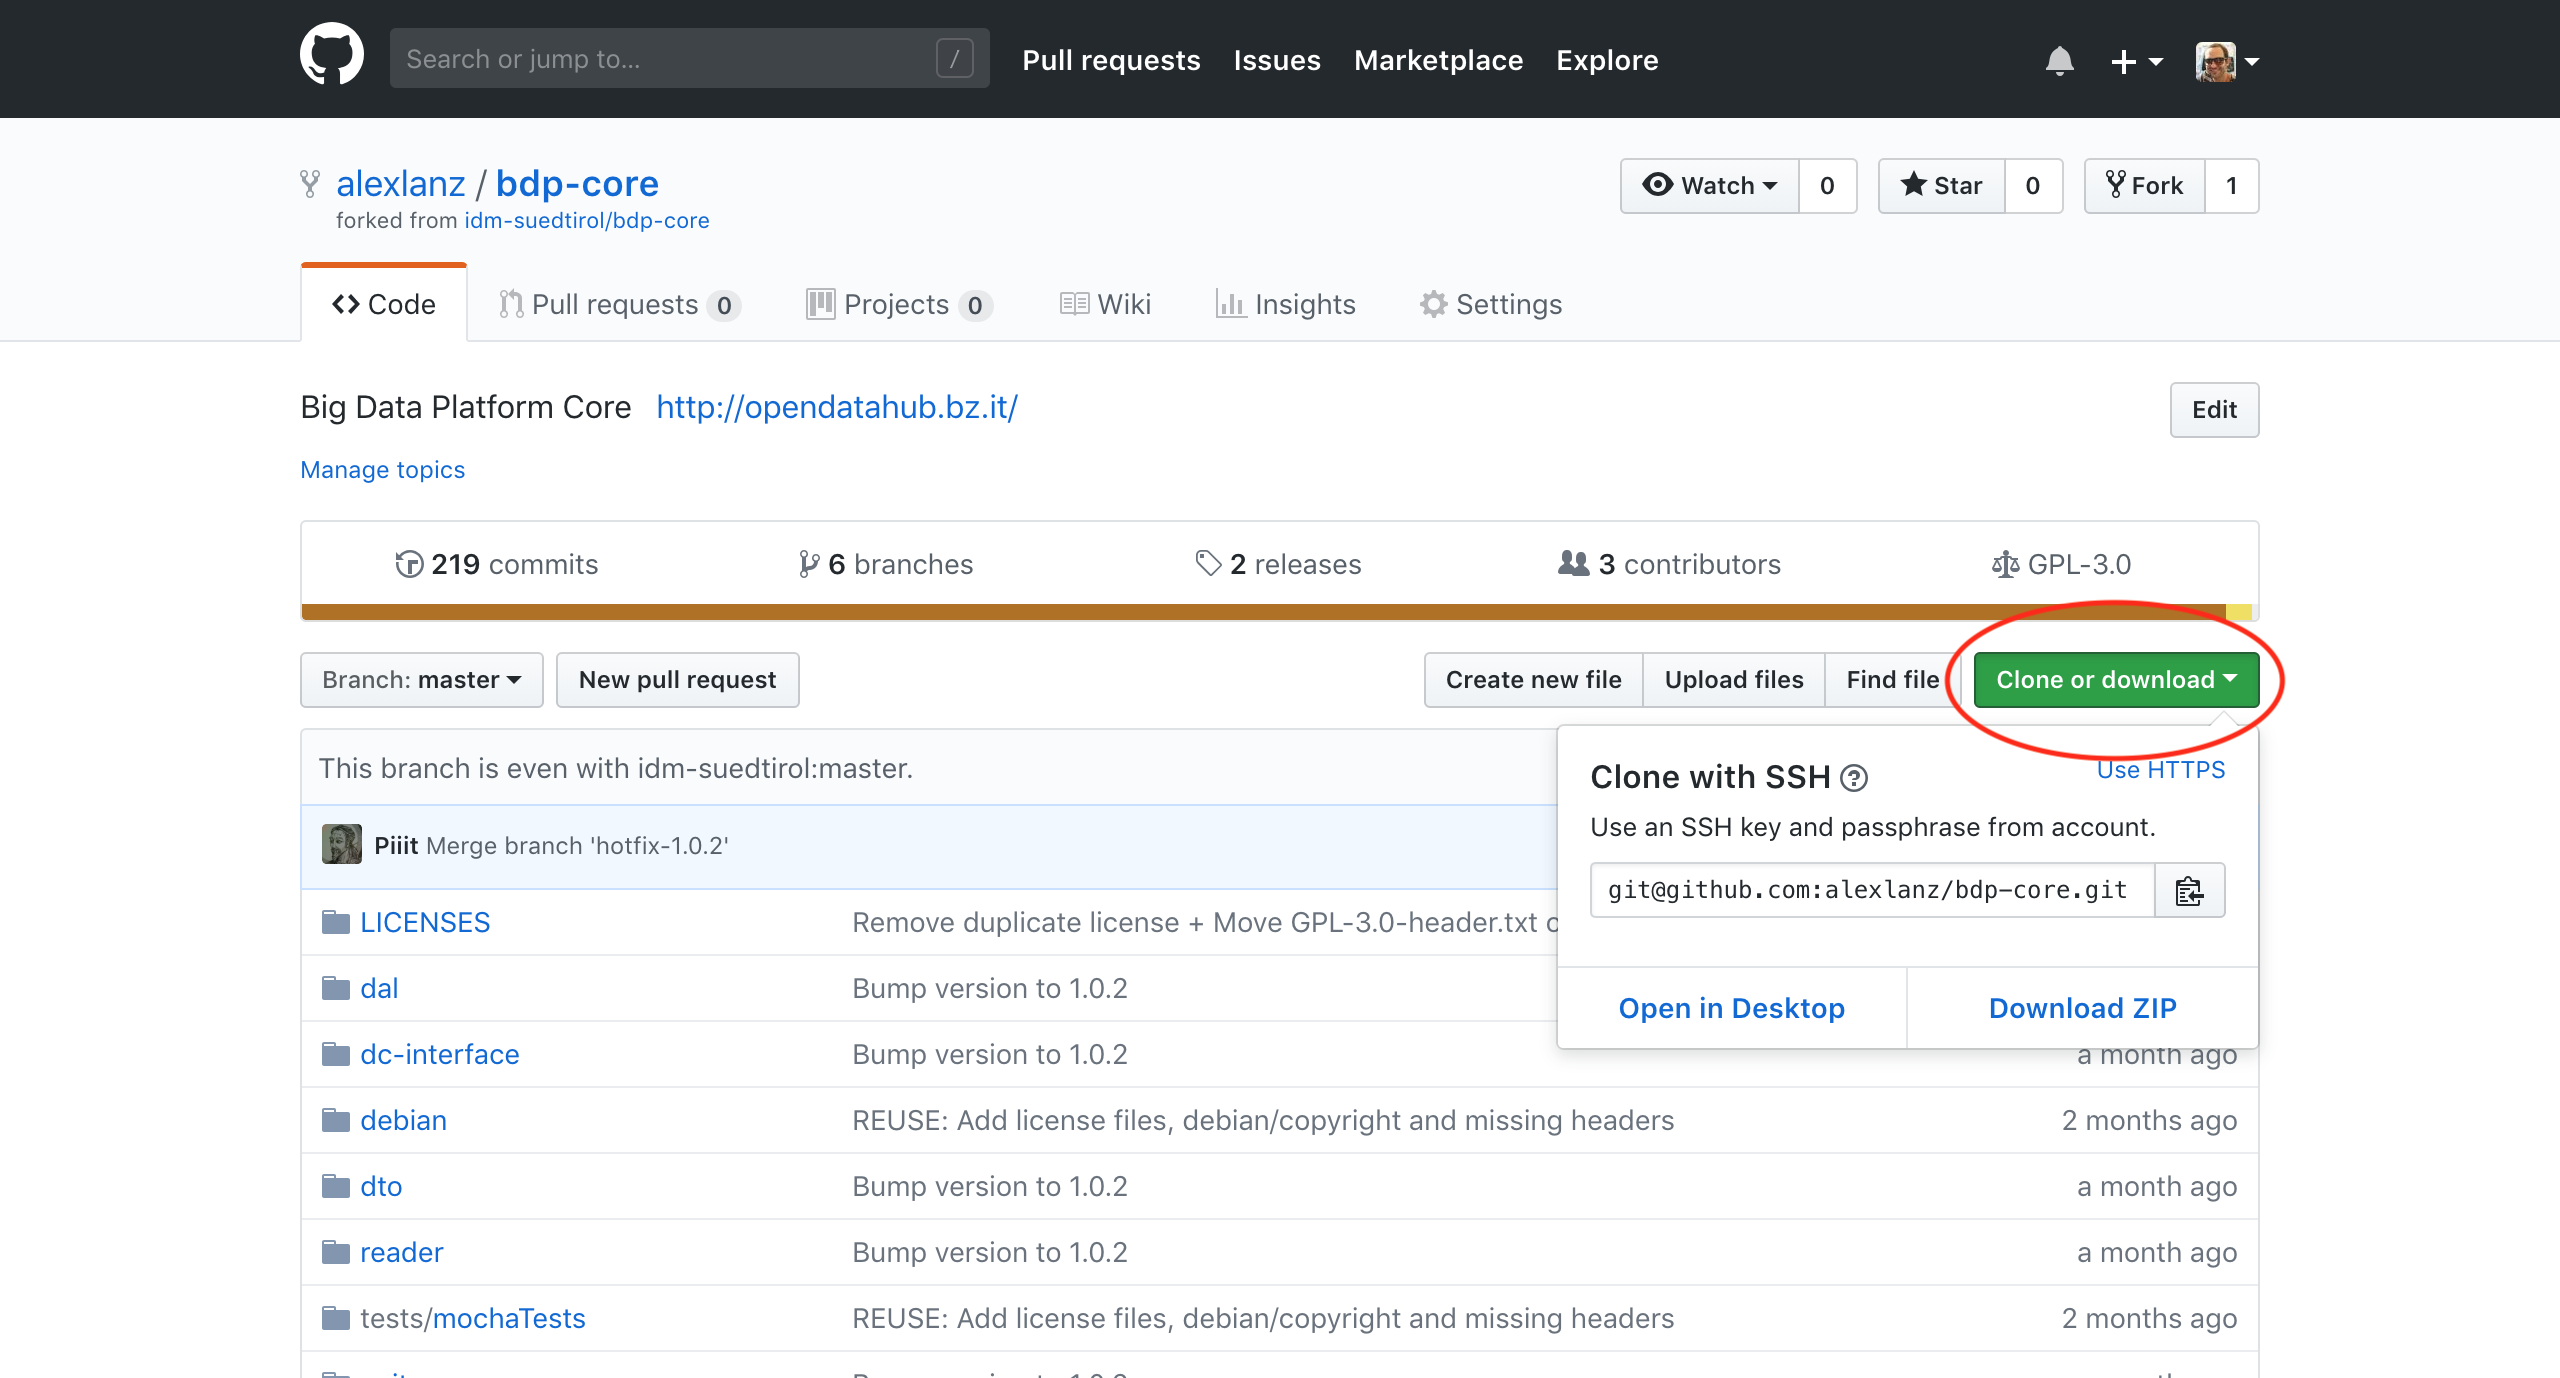 Search or jump to... /
Pull requests Issues Marketplace Explore
alexlanz / bdp-core
forked from idm-suedtirol/bdp-core
Watch 0 Star 0 Fork 1
Code Pull requests 0 Projects 0 Wiki Insights Settings
Big Data Platform Core http://opendatahub.bz.it/
Edit
Manage topics
219 commits 6 branches 2 releases 3 contributors GPL-3.0
Branch: master New pull request Create new file Upload files Find file Clone or download
This branch is even with idm-suedtirol:master.
Clone with SSH ? Use HTTPS
Use an SSH key and passphrase from account.
git@github.com:alexlanz/bdp-core.git
Open in Desktop Download ZIP
Piiit Merge branch 'hotfix-1.0.2'
LICENSES Remove duplicate license + Move GPL-3.0-header.txt
dal Bump version to 1.0.2
dc-interface Bump version to 1.0.2 a month ago
debian REUSE: Add license files, debian/copyright and missing headers 2 months ago
dto Bump version to 1.0.2 a month ago
reader Bump version to 1.0.2 a month ago
tests/mochaTests REUSE: Add license files, debian/copyright and missing headers 2 months ago